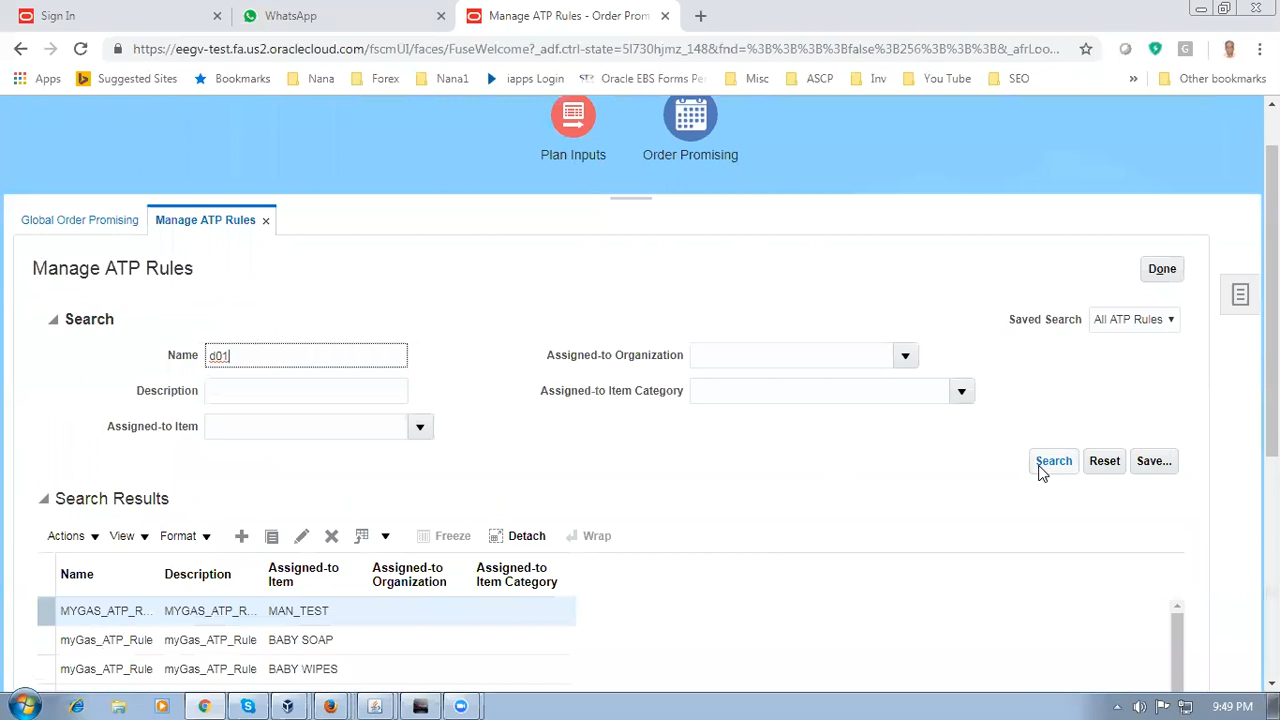 Sign In
WhatsApp
Manage ATP Rules - Order Prom
https://eegv-test.fa.us2.oraclecloud.com/fscmUI/faces/FuseWelcome?_adf.ctrl-state=5l730hjmz_148&fnd=%3B%3B%3B%3Bfalse%3B256%3B%3B%3B&_afrLoo...
Apps
Suggested Sites
Bookmarks
Nana
Forex
Nana1
iapps Login
Oracle EBS Forms Pe
Misc
ASCP
Inv
You Tube
SEO
»
Other bookmarks
Plan Inputs
Order Promising
Global Order Promising
Manage ATP Rules
Manage ATP Rules
Done
Search
Saved Search
All ATP Rules
Name
d01
Assigned-to Organization
Description
Assigned-to Item Category
Assigned-to Item
Search
Reset
Save...
Search Results
Actions
View
Format
Freeze
Detach
Wrap
Name
Description
Assigned-to Item
Assigned-to Organization
Assigned-to Item Category
MYGAS_ATP_R... MYGAS_ATP_R... MAN_TEST
myGas_ATP_Rule myGas_ATP_Rule BABY SOAP
myGas_ATP_Rule myGas_ATP_Rule BABY WIPES
9:49 PM